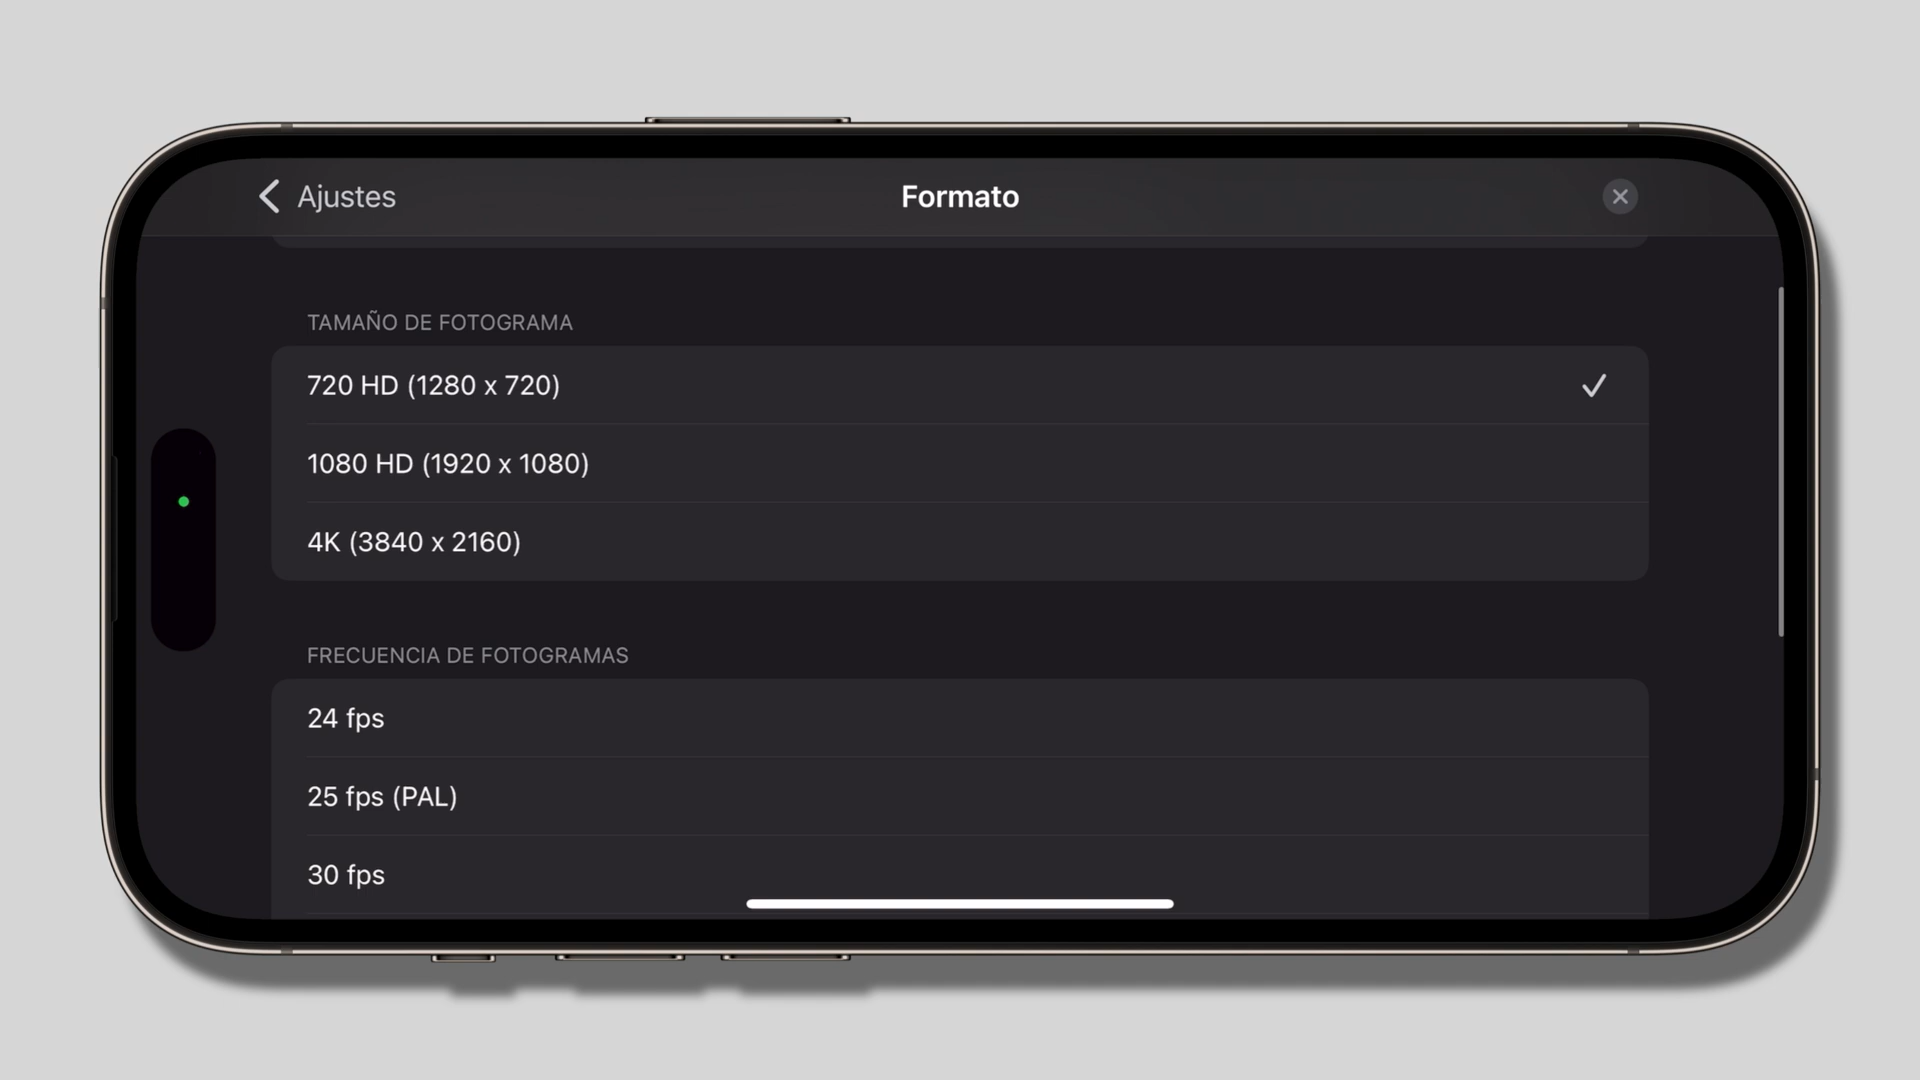 Ajustes
Formato
TAMAÑO DE FOTOGRAMA
720 HD (1280 x 720)
1080 HD (1920 x 1080)
4K (3840 x 2160)
FRECUENCIA DE FOTOGRAMAS
24 fps
25 fps (PAL)
30 fps